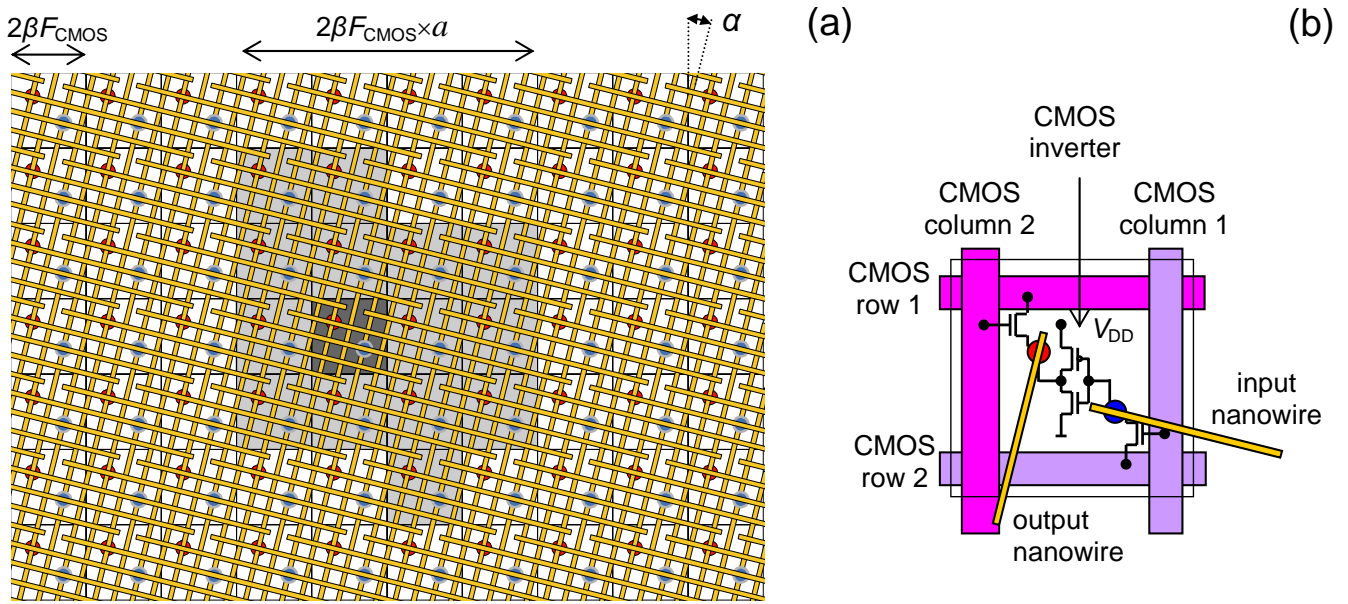 2βF_CMOS
2βF_CMOS×a
α
(a)
(b)
CMOS
inverter
CMOS
column 2
CMOS
column 1
CMOS
row 1
V_DD
input
nanowire
CMOS
row 2
output
nanowire